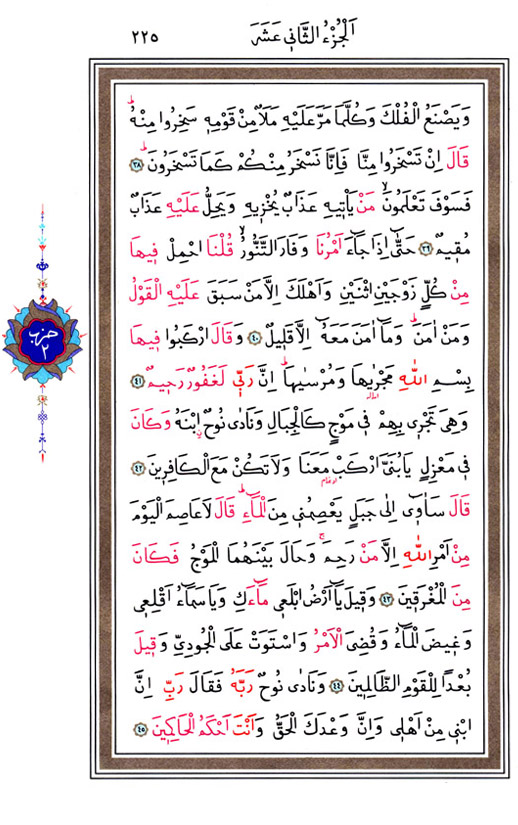 اَلْجُزْءُ الثَّانٖي عَشَرَ ٢٢٥
وَيَصْنَعُ الْفُلْكَ وَكُلَّمَا مَرَّ عَلَيْهِ مَلَاٌ مِنْ قَوْمِهٖ سَخِرُوا مِنْهُؕ
قَالَ اِنْ تَسْخَرُوا مِنَّا فَاِنَّا نَسْخَرُ مِنْكُمْ كَمَا تَسْخَرُونَؕ ٣٨
فَسَوْفَ تَعْلَمُونَۙ مَنْ يَأْتٖيهِ عَذَابٌ يُخْزٖيهِ وَيَحِلُّ عَلَيْهِ عَذَابٌ
مُقٖيمٌ ٣٩ حَتّٰٓى اِذَا جَٓاءَ اَمْرُنَا وَفَارَ التَّنُّورُۙ قُلْنَا احْمِلْ فٖيهَا
مِنْ كُلٍّ زَوْجَيْنِ اثْنَيْنِ وَاَهْلَكَ اِلَّا مَنْ سَبَقَ عَلَيْهِ الْقَوْلُ
وَمَنْ اٰمَنَؕ وَمَٓا اٰمَنَ مَعَهُٓ اِلَّا قَلٖيلٌ ٤٠ وَقَالَ ارْكَبُوا فٖيهَا
بِسْمِ اللّٰهِ مَجْرٰۭۙيهَا وَمُرْسٰيهَاؕ اِنَّ رَبّٖي لَغَفُورٌ رَحٖيمٌ ٤١
وَهِيَ تَجْرٖي بِهِمْ فٖي مَوْجٍ كَالْجِبَالِ وَنَادٰى نُوحٌ اِبْنَهُ وَكَانَ
فٖي مَعْزِلٍ يَا بُنَيَّ ارْكَبْ مَعَنَا وَلَا تَكُنْ مَعَ الْكَافِرٖينَ ٤٢
قَالَ سَاٰوٖٓي اِلٰى جَبَلٍ يَعْصِمُنٖي مِنَ الْمَٓاءِؕ قَالَ لَا عَاصِمَ الْيَوْمَ
مِنْ اَمْرِ اللّٰهِ اِلَّا مَنْ رَحِمَۚ وَحَالَ بَيْنَهُمَا الْمَوْجُ فَكَانَ
مِنَ الْمُغْرَقٖينَ ٤٣ وَقٖيلَ يَٓا اَرْضُ ابْلَعٖي مَٓاءَكِ وَيَا سَمَٓاءُ اَقْلِعٖي
وَغٖيضَ الْمَٓاءُ وَقُضِيَ الْاَمْرُ وَاسْتَوَتْ عَلَى الْجُودِيِّ وَقٖيلَ
بُعْدًا لِلْقَوْمِ الظَّالِمٖينَ ٤٤ وَنَادٰى نُوحٌ رَبَّهُ فَقَالَ رَبِّ اِنَّ
ابْنٖي مِنْ اَهْلٖي وَاِنَّ وَعْدَكَ الْحَقُّ وَاَنْتَ اَحْكَمُ الْحَاكِمٖينَ ٤٥
حزب
٢